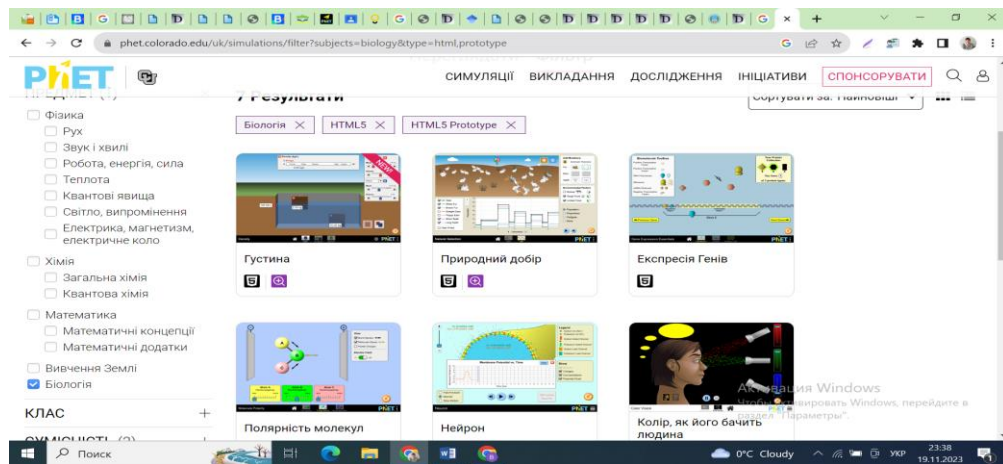 phet.colorado.edu/uk/simulations/filter?subjects=biology&type=html,prototype
PhET
СИМУЛЯЦІЇ ВИКЛАДАННЯ ДОСЛІДЖЕННЯ ІНІЦІАТИВИ СПОНСОРУВАТИ
7 Результати
Сортувати за: Найновіші
Біологія HTML5 HTML5 Prototype
Фізика
Рух
Звук і хвилі
Робота, енергія, сила
Теплота
Квантові явища
Світло, випромінення
Електрика, магнетизм,
електричне коло
Хімія
Загальна хімія
Квантова хімія
Математика
Математичні концепції
Математичні додатки
Вивчення Землі
Біологія
КЛАС
СУМІСНІСТЬ (2)
NEW!
Густина
Природний добір
Експресія Генів
Полярність молекул
Нейрон
Колір, як його бачить
людина
Активация Windows
Чтобы активировать Windows, перейдите в
раздел "Параметры".
Поиск
0°C Cloudy
УКР
23:38
19.11.2023